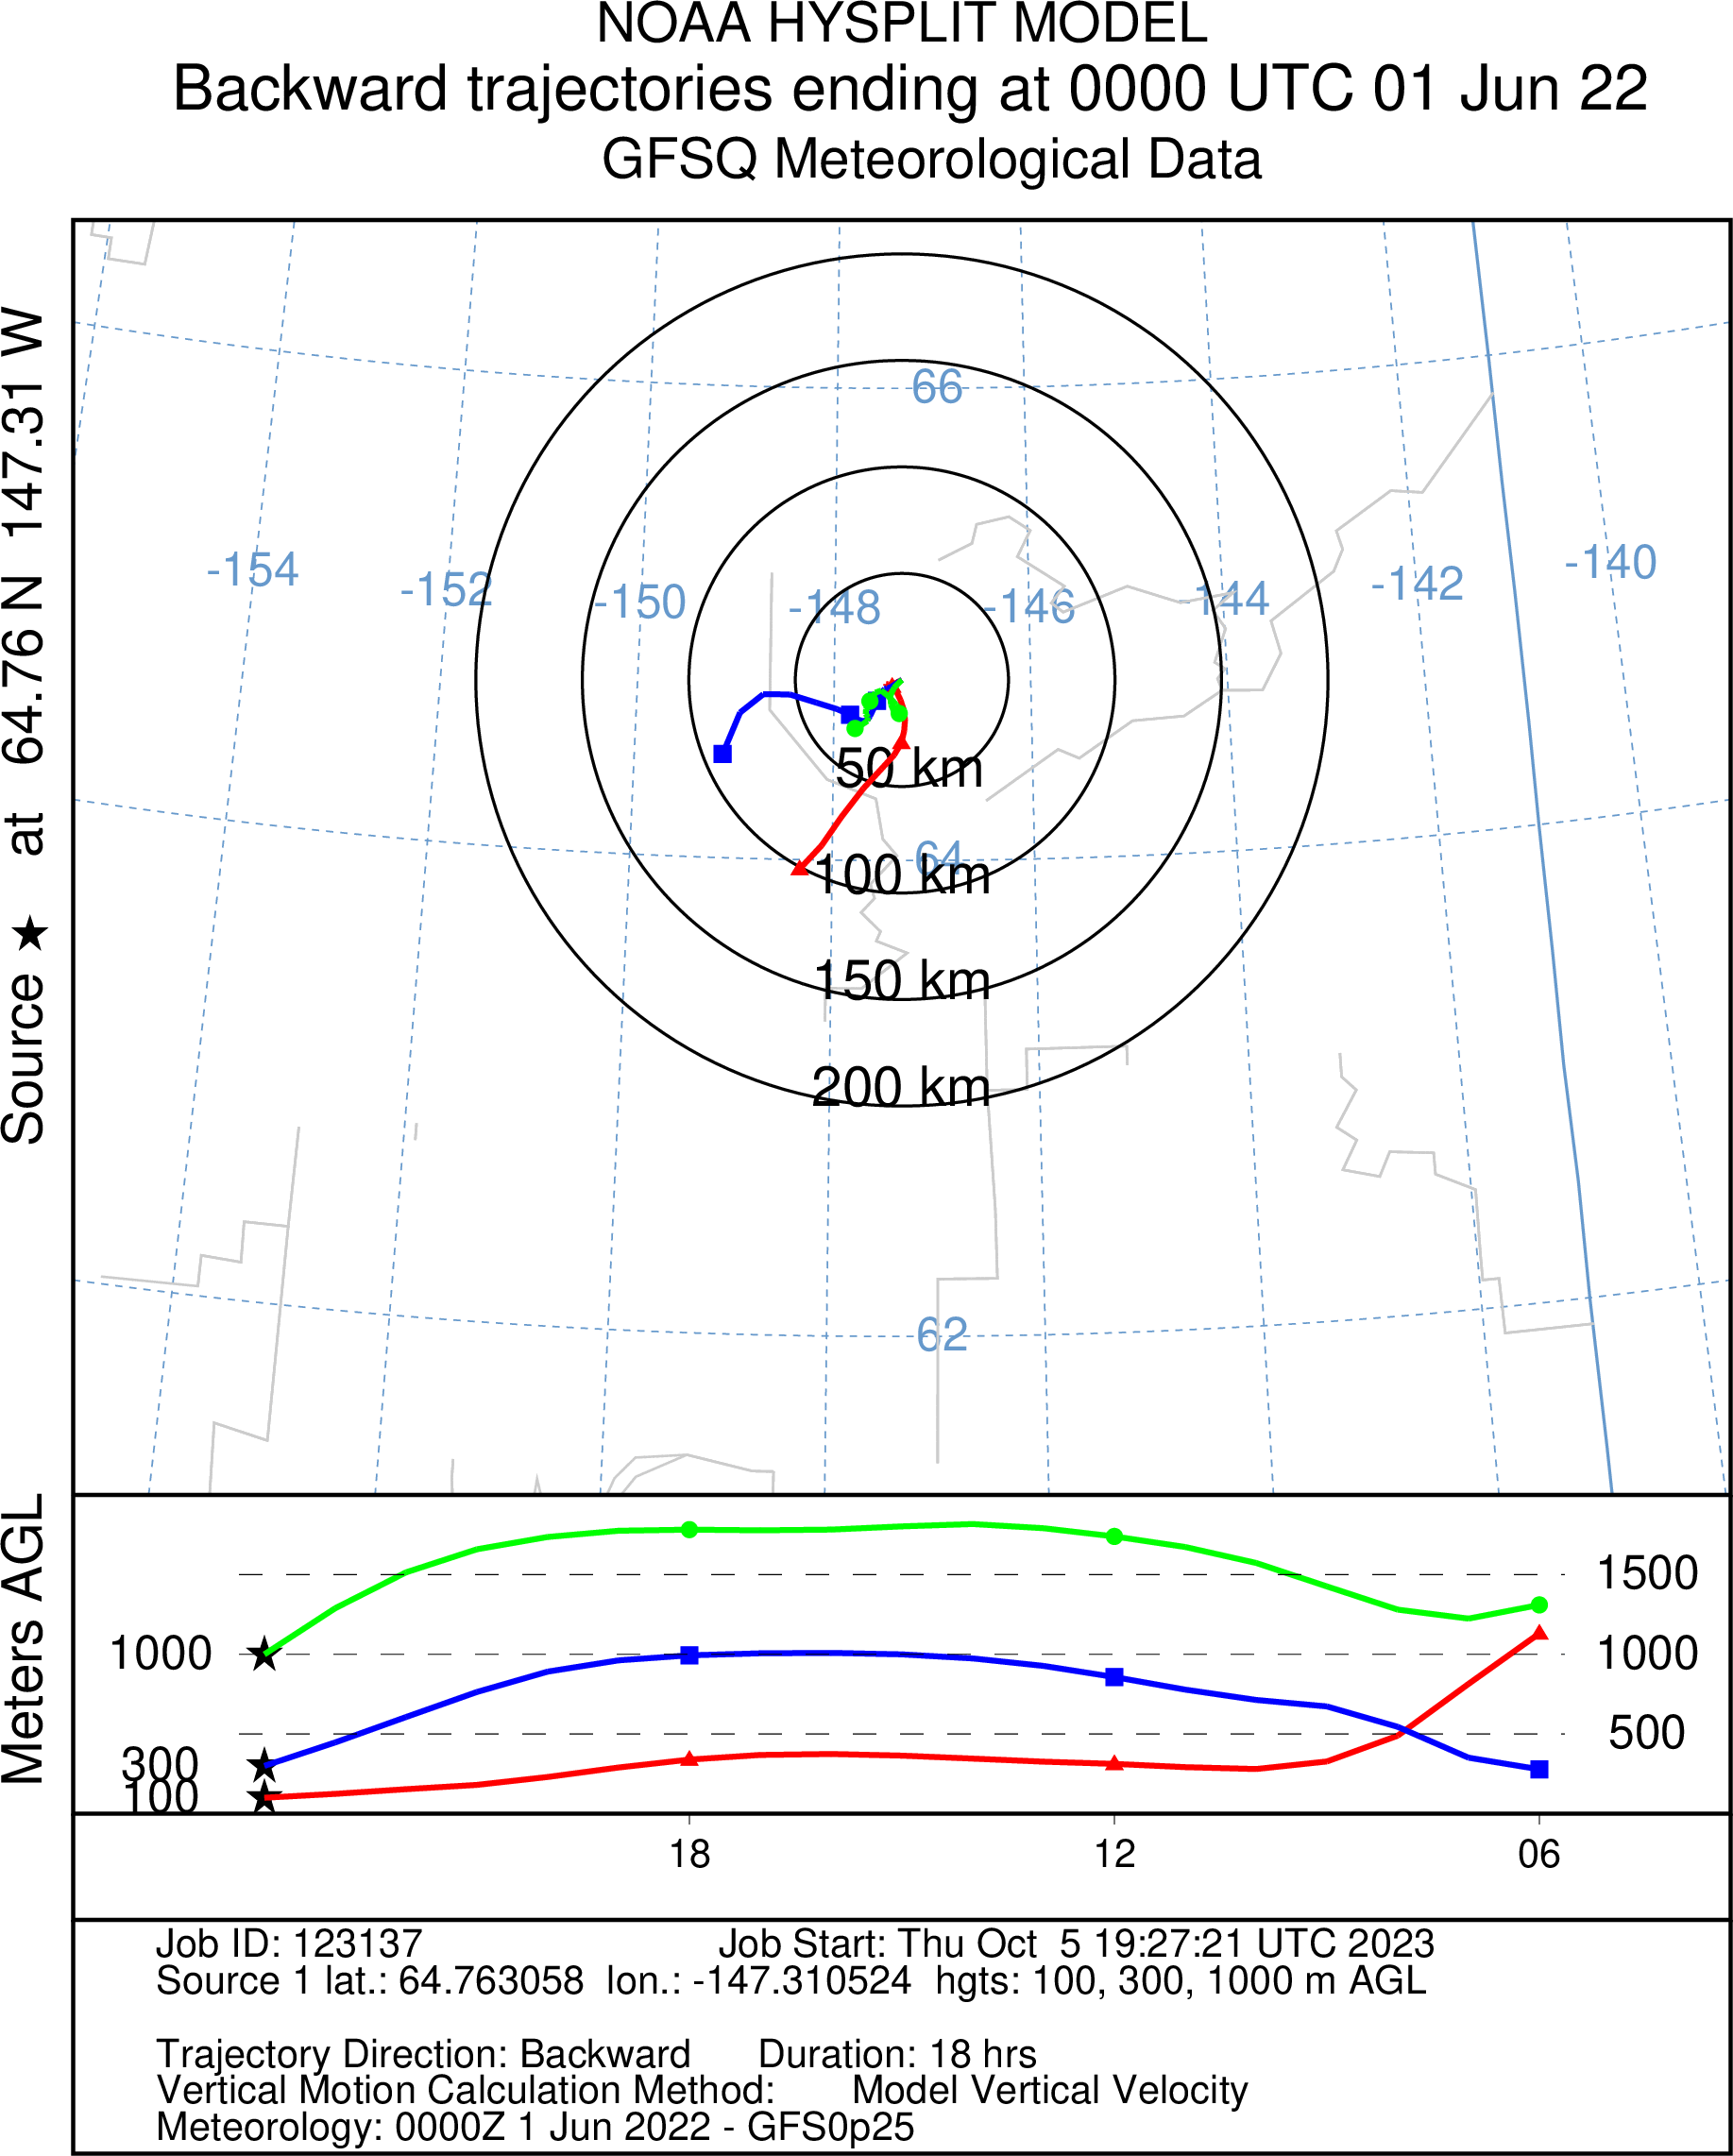 NOAA HYSPLIT MODEL
Backward trajectories ending at 0000 UTC 01 Jun 22
GFSQ Meteorological Data
Source ★ at 64.76 N 147.31 W
66
-154
-152
-150
-148
-146
-144
-142
-140
50 km
64
100 km
150 km
200 km
62
Meters AGL
1500
1000
1000
500
300
100
18
12
06
Job ID: 123137 Job Start: Thu Oct 5 19:27:21 UTC 2023
Source 1 lat.: 64.763058 lon.: -147.310524 hgts: 100, 300, 1000 m AGL
Trajectory Direction: Backward Duration: 18 hrs
Vertical Motion Calculation Method: Model Vertical Velocity
Meteorology: 0000Z 1 Jun 2022 - GFS0p25